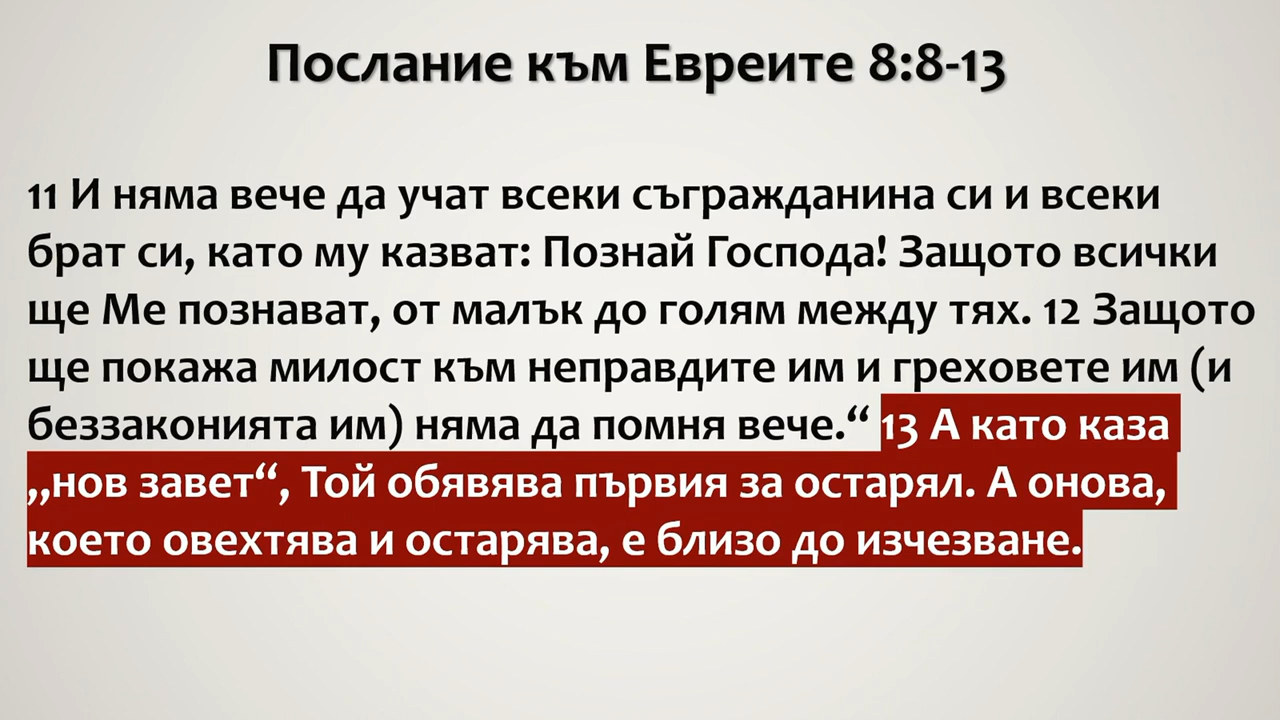 Послание към Евреите 8:8-13
11 И няма вече да учат всеки съгражданина си и всеки
брат си, като му казват: Познай Господа! Защото всички
ще Ме познават, от малък до голям между тях. 12 Защото
ще покажа милост към неправдите им и греховете им (и
беззаконията им) няма да помня вече.“ 13 А като каза
„нов завет“, Той обявява първия за остарял. А онова,
което овехтява и остарява, е близо до изчезване.